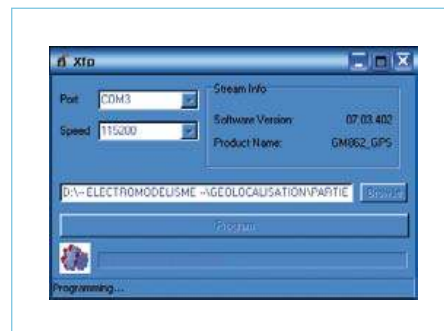 Xfp
Port COM3
Speed 115200
Stream Info
Software Version: 07.03.402
Product Name: GM862_GPS
D:\~ELECTROMODELISME ~\GEOLOCALISATION\PARTIE
Browse
Program
Programming...